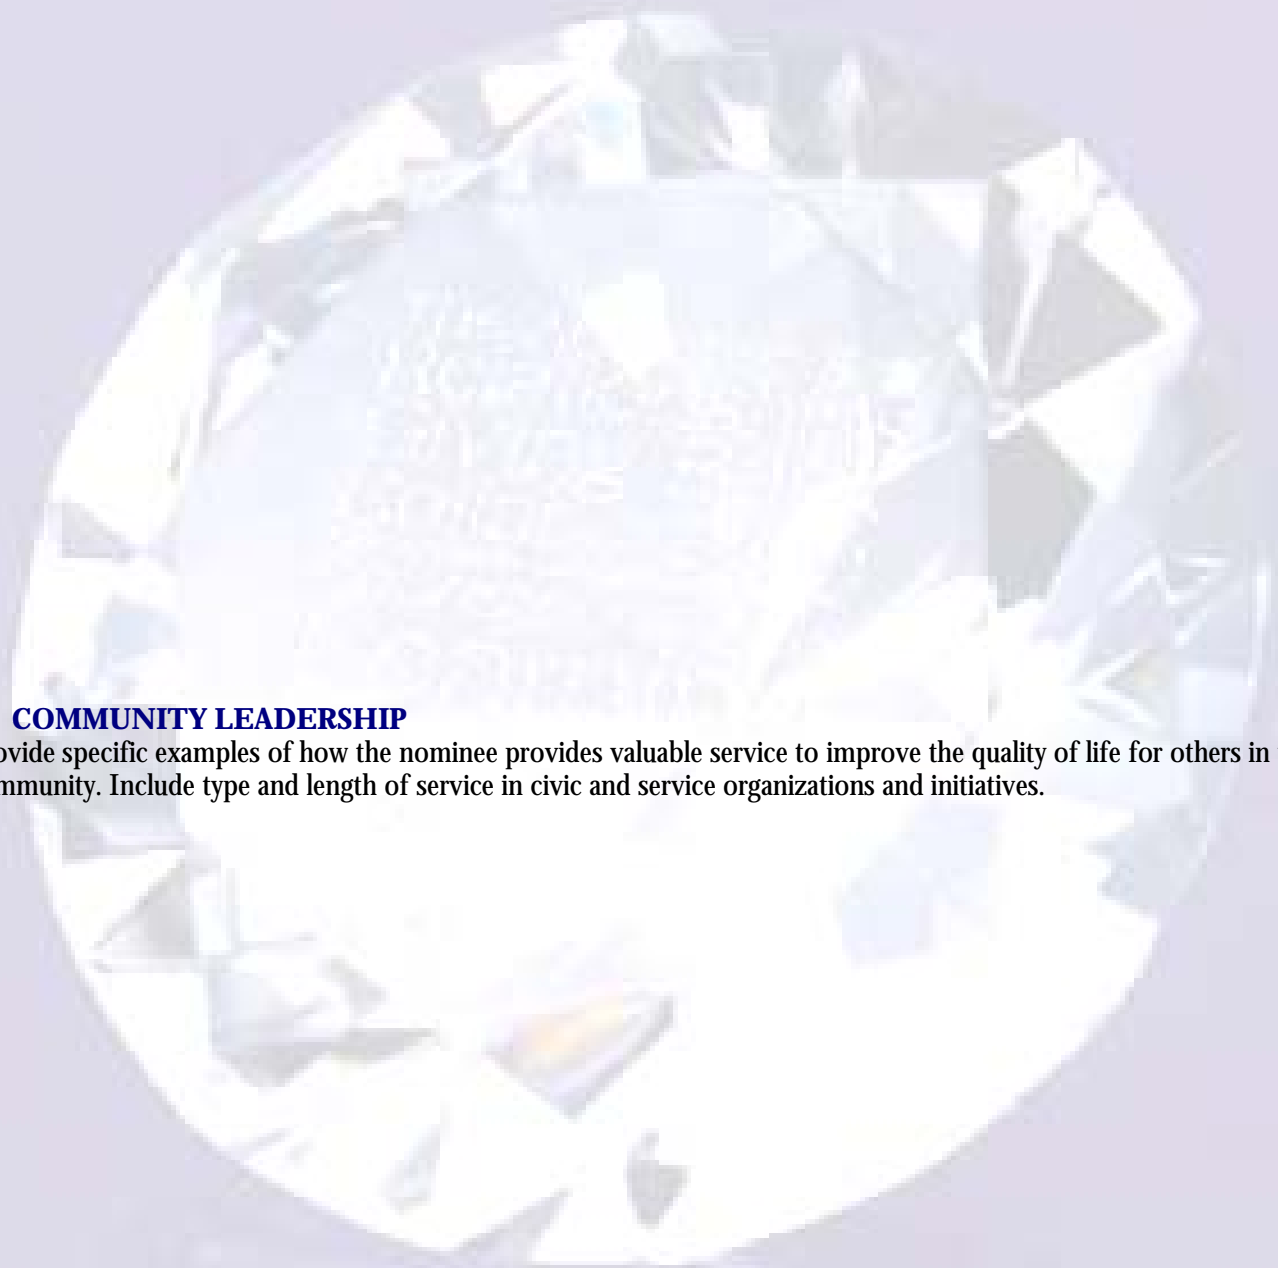 COMMUNITY LEADERSHIP
ovide specific examples of how the nominee provides valuable service to improve the quality of life for others in
mmunity. Include type and length of service in civic and service organizations and initiatives.